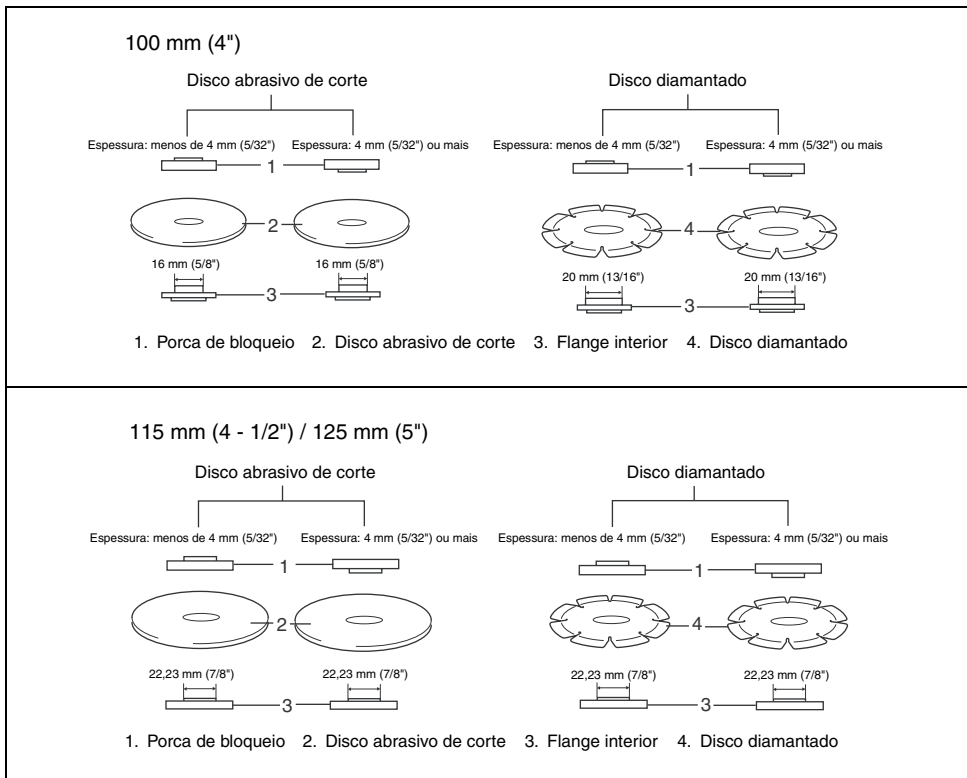 100 mm (4")
Disco abrasivo de corte
Disco diamantado
Espessura: menos de 4 mm (5/32")
Espessura: 4 mm (5/32") ou mais
Espessura: menos de 4 mm (5/32")
Espessura: 4 mm (5/32") ou mais
1
1
2
4
16 mm (5/8")
16 mm (5/8")
20 mm (13/16")
20 mm (13/16")
3
3
1. Porca de bloqueio 2. Disco abrasivo de corte 3. Flange interior 4. Disco diamantado
115 mm (4 - 1/2") / 125 mm (5")
Disco abrasivo de corte
Disco diamantado
Espessura: menos de 4 mm (5/32")
Espessura: 4 mm (5/32") ou mais
Espessura: menos de 4 mm (5/32")
Espessura: 4 mm (5/32") ou mais
1
1
2
4
22,23 mm (7/8")
22,23 mm (7/8")
22,23 mm (7/8")
22,23 mm (7/8")
3
3
1. Porca de bloqueio 2. Disco abrasivo de corte 3. Flange interior 4. Disco diamantado